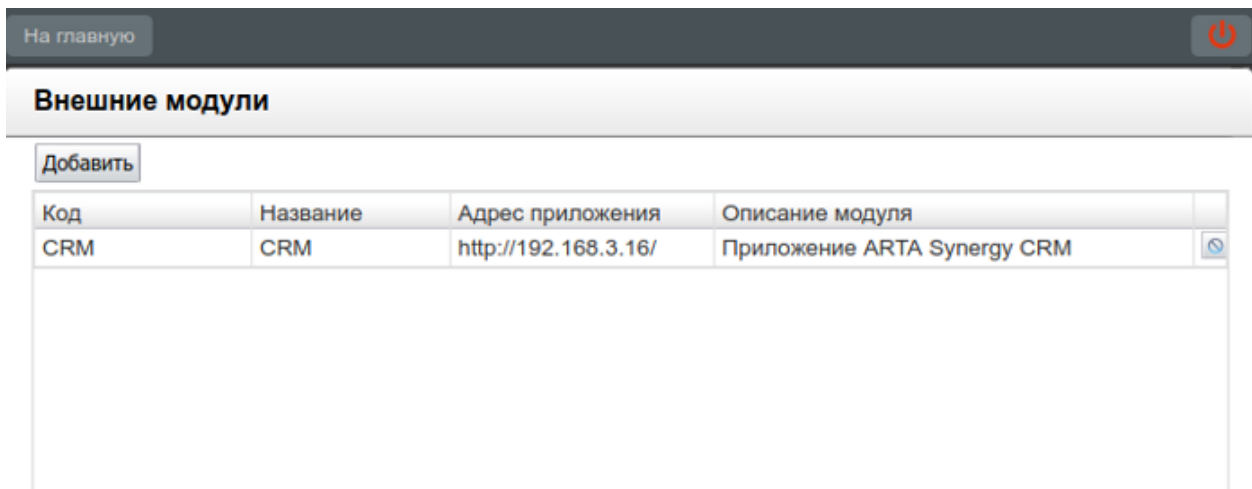 На главную
Внешние модули
Добавить
Код Название Адрес приложения Описание модуля
CRM CRM http://192.168.3.16/ Приложение ARTA Synergy CRM